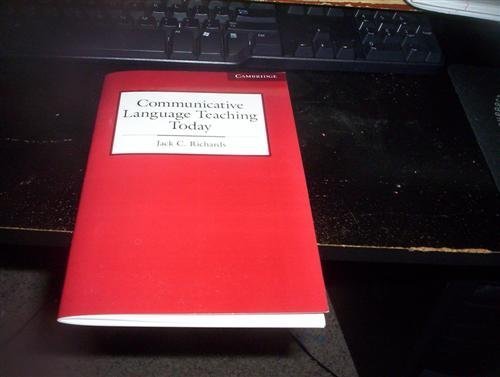 CAMBRIDGE
Communicative
Language Teaching
Today
Jack C. Richards